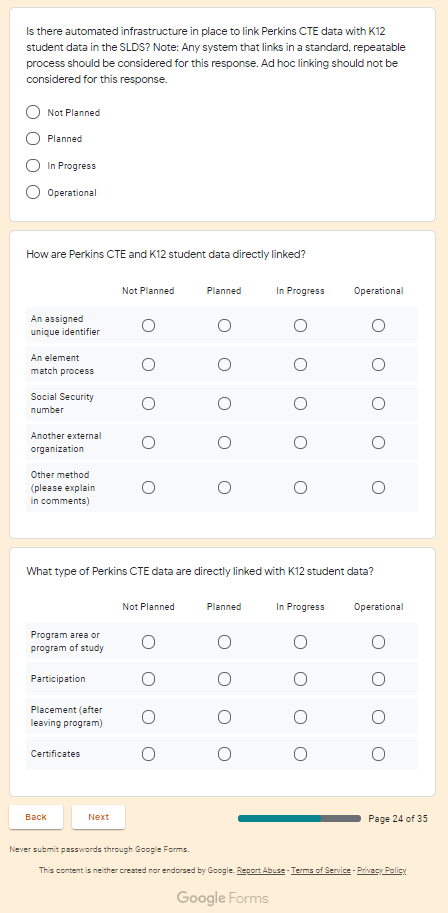 Is there automated infrastructure in place to link Perkins CTE data with K12
student data in the SLDS? Note: Any system that links in a standard, repeatable
process should be considered for this response. Ad hoc linking should not be
considered for this response.
Not Planned
Planned
In Progress
Operational
How are Perkins CTE and K12 student data directly linked?
Not Planned Planned In Progress Operational
An assigned
unique identifier
An element
match process
Social Security
number
Another external
organization
Other method
(please explain
in comments)
What type of Perkins CTE data are directly linked with K12 student data?
Not Planned Planned In Progress Operational
Program area or
program of study
Participation
Placement (after
leaving program)
Certificates
Back Next Page 24 of 35
Never submit passwords through Google Forms.
This content is neither created nor endorsed by Google. Report Abuse - Terms of Service - Privacy Policy
Google Forms